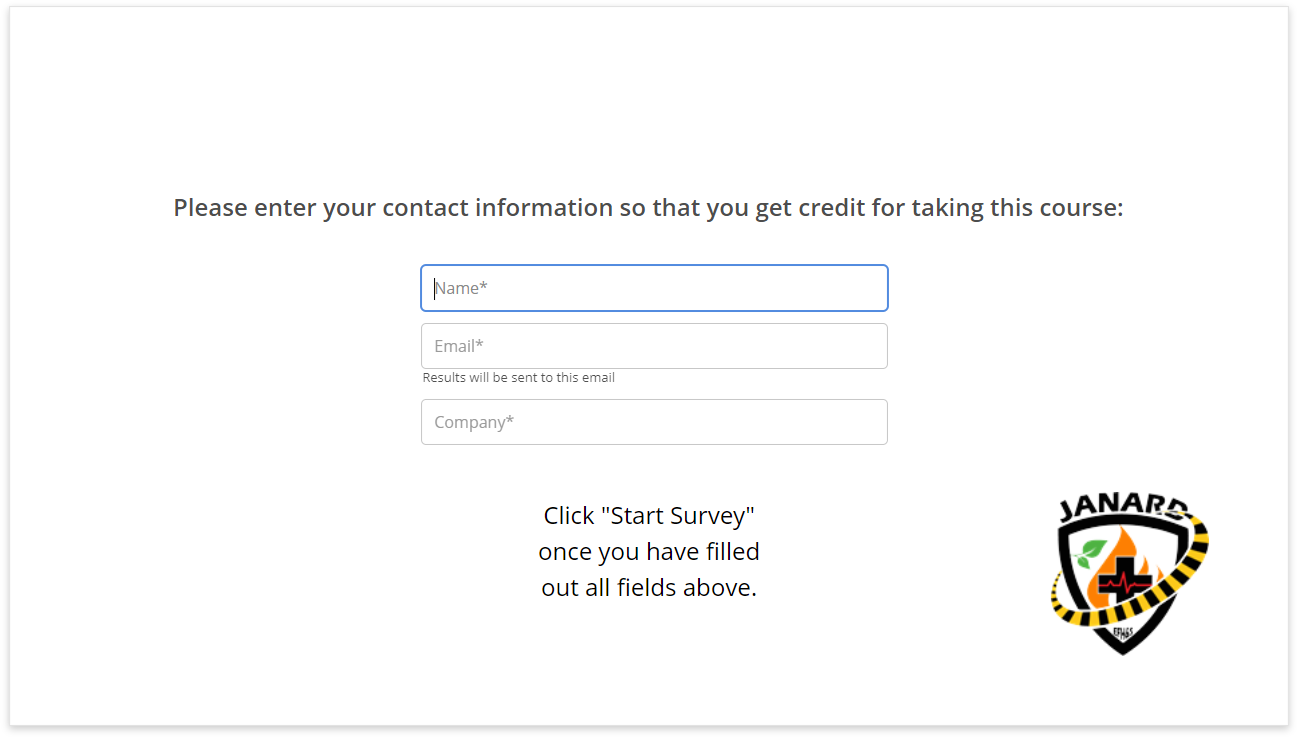 Please enter your contact information so that you get credit for taking this course:
Name*
Email*
Results will be sent to this email
Company*
Click "Start Survey"
once you have filled
out all fields above.
JANARD